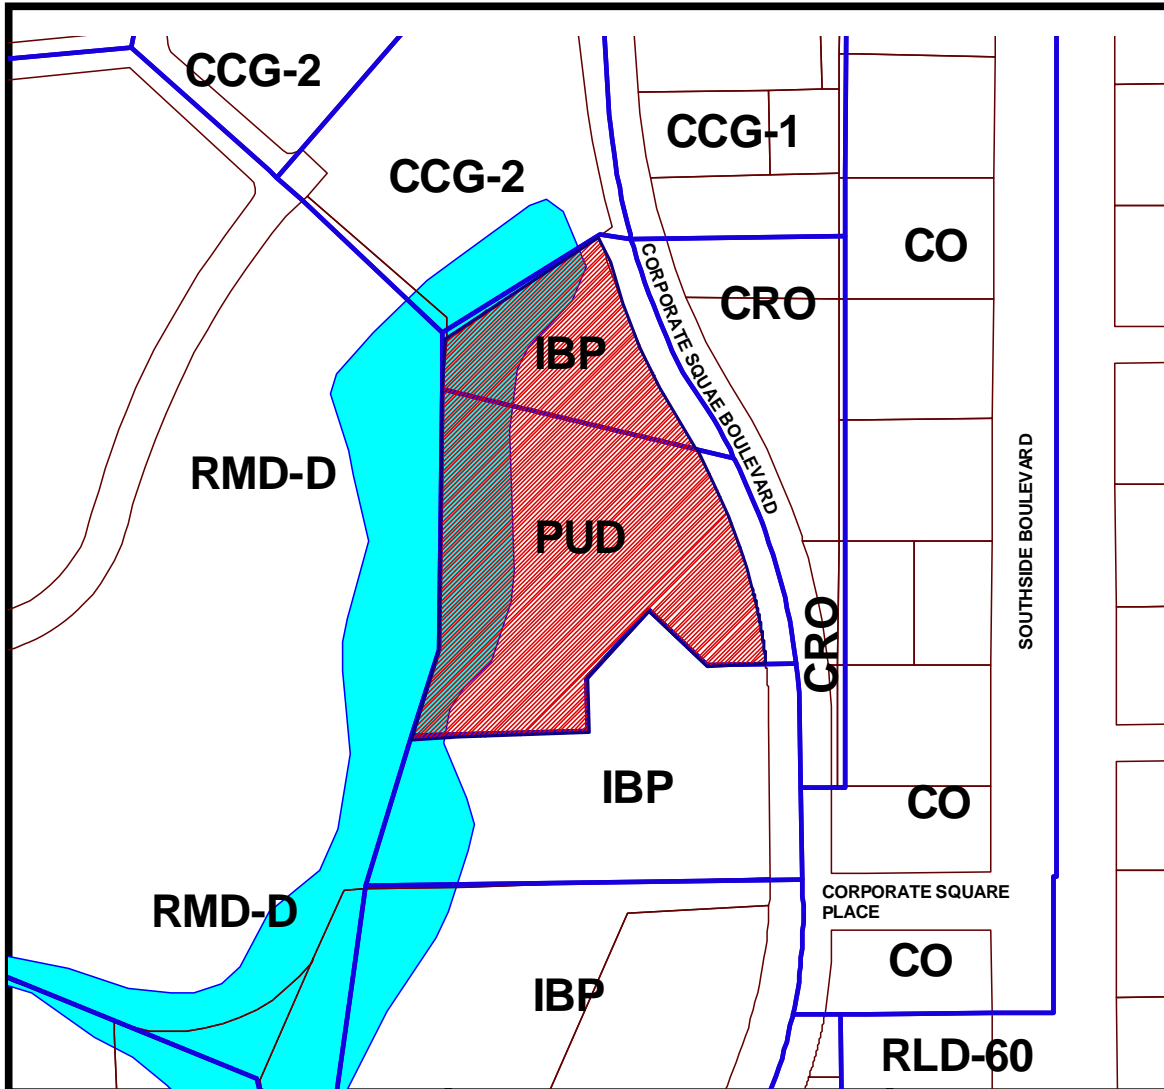 CCG-2
CCG-1
CCG-2
CO
CRO
CORPORATE SQUAE BOULEVARD
IBP
RMD-D
SOUTHSIDE BOULEVARD
PUD
CRO
IBP
CO
CORPORATE SQUARE
PLACE
RMD-D
CO
IBP
RLD-60